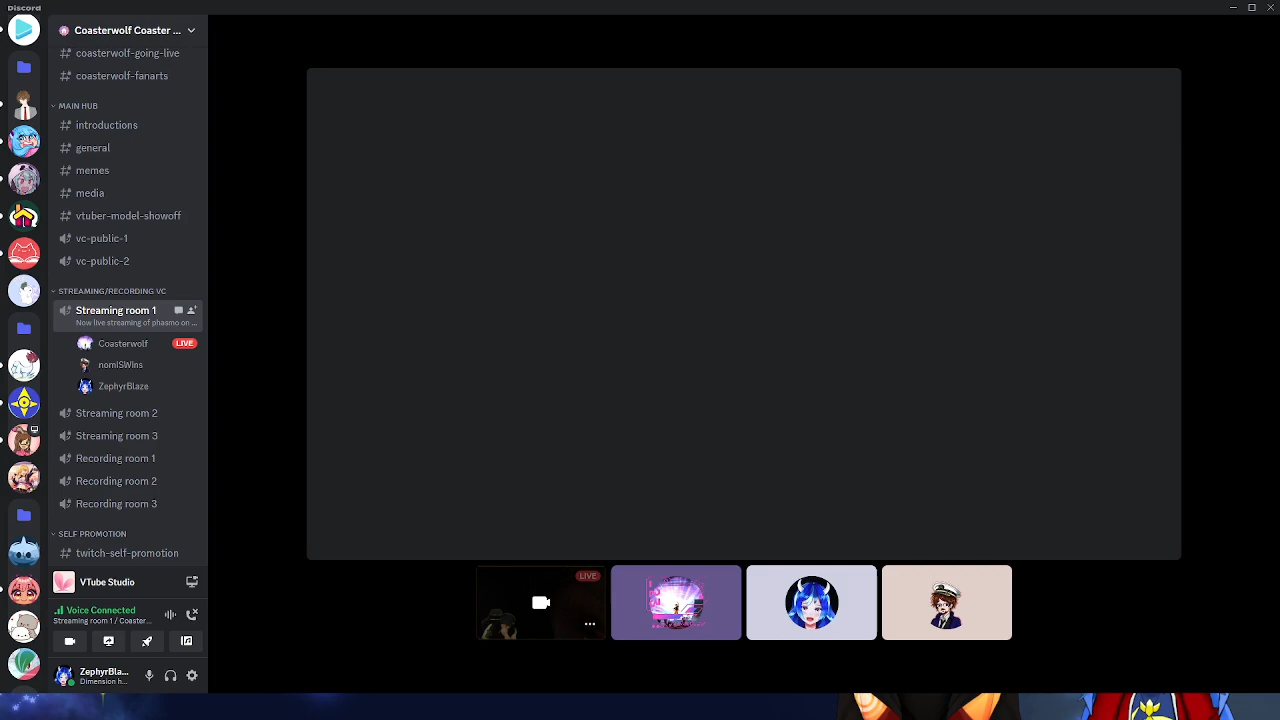 Discord
Coasterwolf Coaster ...
coasterwolf-going-live
coasterwolf-fanarts
MAIN HUB
introductions
general
memes
media
vtuber-model-showoff
vc-public-1
vc-public-2
STREAMING/RECORDING VC
Streaming room 1
Now live streaming of phasmo on ...
Coasterwolf LIVE
nomISWins
ZephyrBlaze
Streaming room 2
Streaming room 3
Recording room 1
Recording room 2
Recording room 3
SELF PROMOTION
twitch-self-promotion
VTube Studio
Voice Connected
Streaming room 1 / Coaster...
ZephyrBla...
Dimension h...
LIVE